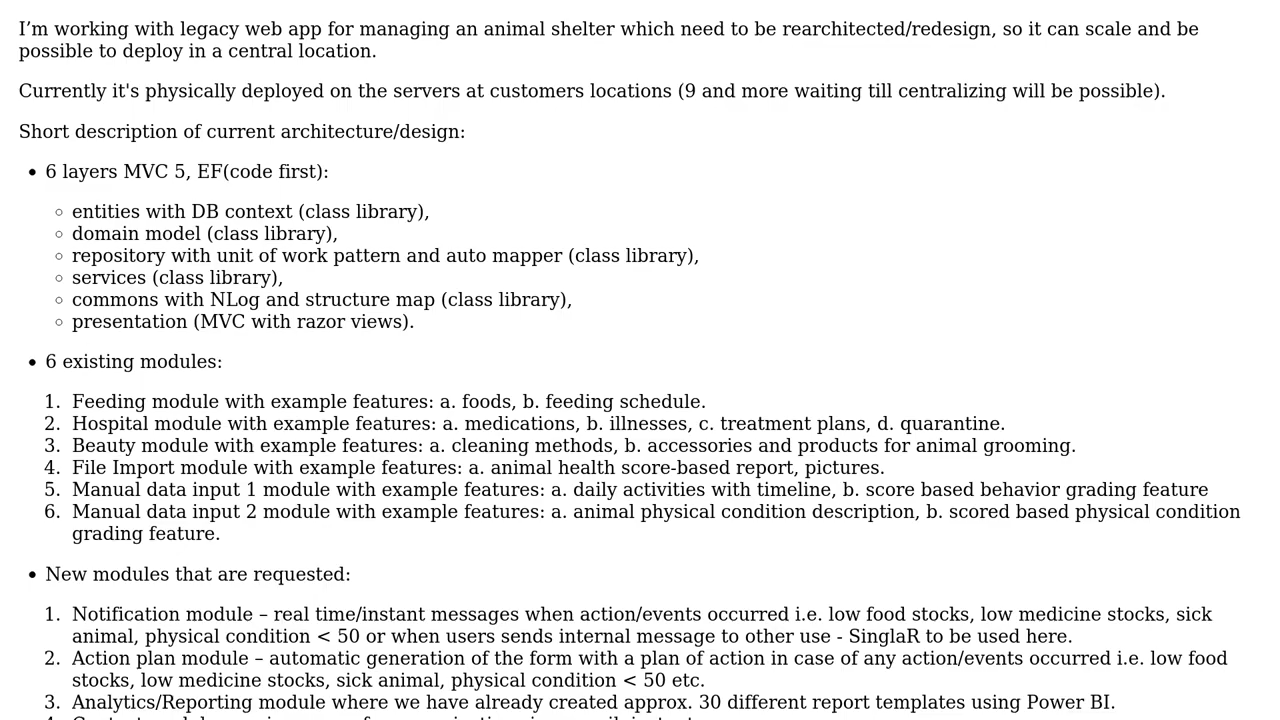 I’m working with legacy web app for managing an animal shelter which need to be rearchitected/redesign, so it can scale and be
possible to deploy in a central location.
Currently it's physically deployed on the servers at customers locations (9 and more waiting till centralizing will be possible).
Short description of current architecture/design:
• 6 layers MVC 5, EF(code first):
◦ entities with DB context (class library),
◦ domain model (class library),
◦ repository with unit of work pattern and auto mapper (class library),
◦ services (class library),
◦ commons with NLog and structure map (class library),
◦ presentation (MVC with razor views).
• 6 existing modules:
1. Feeding module with example features: a. foods, b. feeding schedule.
2. Hospital module with example features: a. medications, b. illnesses, c. treatment plans, d. quarantine.
3. Beauty module with example features: a. cleaning methods, b. accessories and products for animal grooming.
4. File Import module with example features: a. animal health score-based report, pictures.
5. Manual data input 1 module with example features: a. daily activities with timeline, b. score based behavior grading feature
6. Manual data input 2 module with example features: a. animal physical condition description, b. scored based physical condition
grading feature.
• New modules that are requested:
1. Notification module – real time/instant messages when action/events occurred i.e. low food stocks, low medicine stocks, sick
animal, physical condition < 50 or when users sends internal message to other use - SinglaR to be used here.
2. Action plan module – automatic generation of the form with a plan of action in case of any action/events occurred i.e. low food
stocks, low medicine stocks, sick animal, physical condition < 50 etc.
3. Analytics/Reporting module where we have already created approx. 30 different report templates using Power BI.